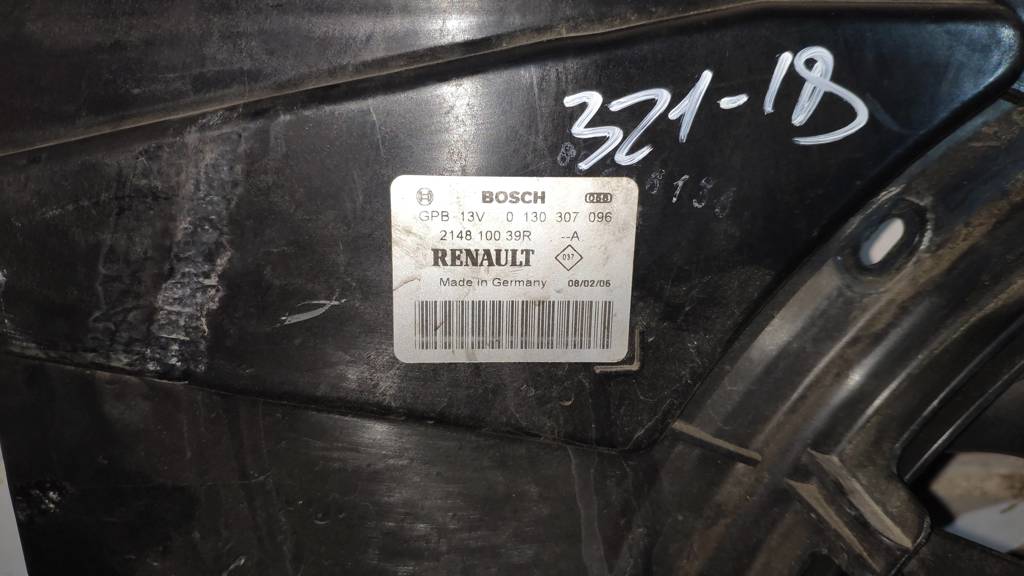 321-18
BOSCH
GPB 13V 0 130 307 096
2148 100 39R --A
RENAULT
Made in Germany 08/02/06